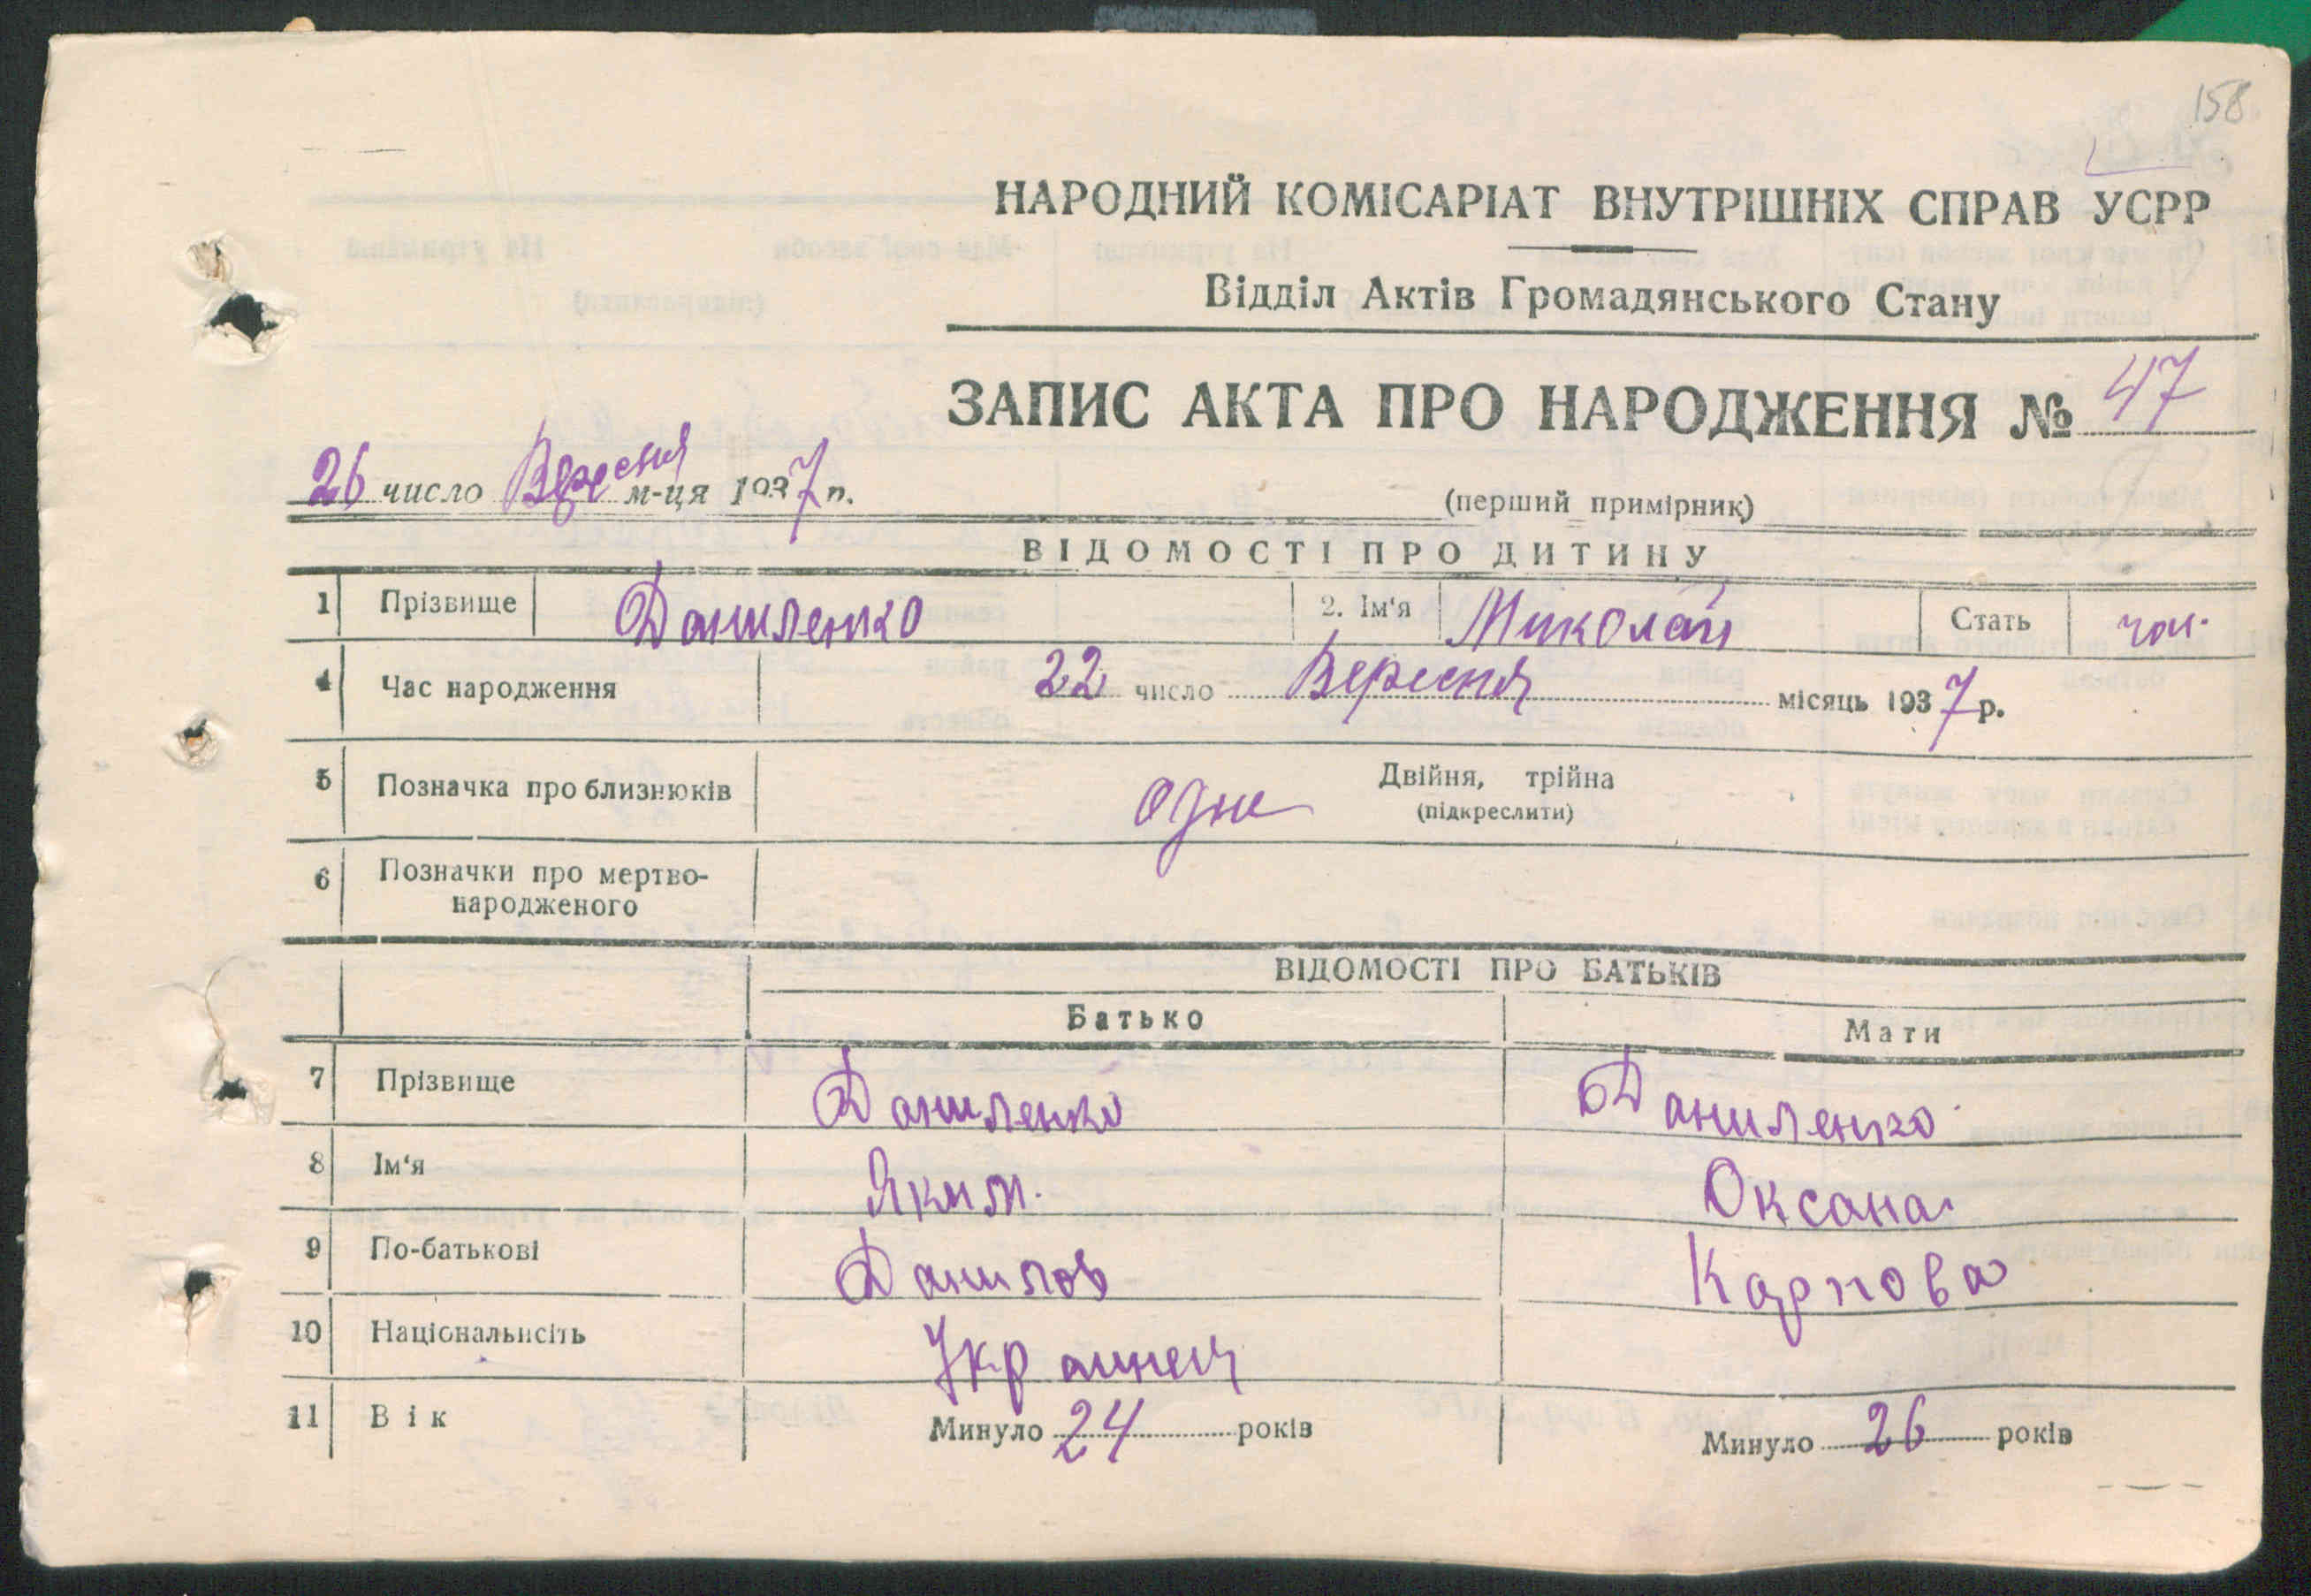 158
НАРОДНИЙ КОМІСАРІАТ ВНУТРІШНІХ СПРАВ УСРР
Відділ Актів Громадянського Стану
ЗАПИС АКТА ПРО НАРОДЖЕННЯ № 47
26 число Вересня м-ця 1937 р.
(перший примірник)
ВІДОМОСТІ ПРО ДИТИНУ
1 Прізвище Даниленко 2. Ім'я Миколай Стать чол.
4 Час народження 22 число Вересня місяць 1937 р.
5 Позначка про близнюків одне Двійня, трійна
(підкреслити)
6 Позначки про мертво-
народженого
ВІДОМОСТІ ПРО БАТЬКІВ
Батько Мати
7 Прізвище Даниленко Даниленко
8 Ім'я Яким Оксана
9 По-батькові Данилов Карпова
10 Національність Украинец
11 Вік Минуло 24 років Минуло 26 років